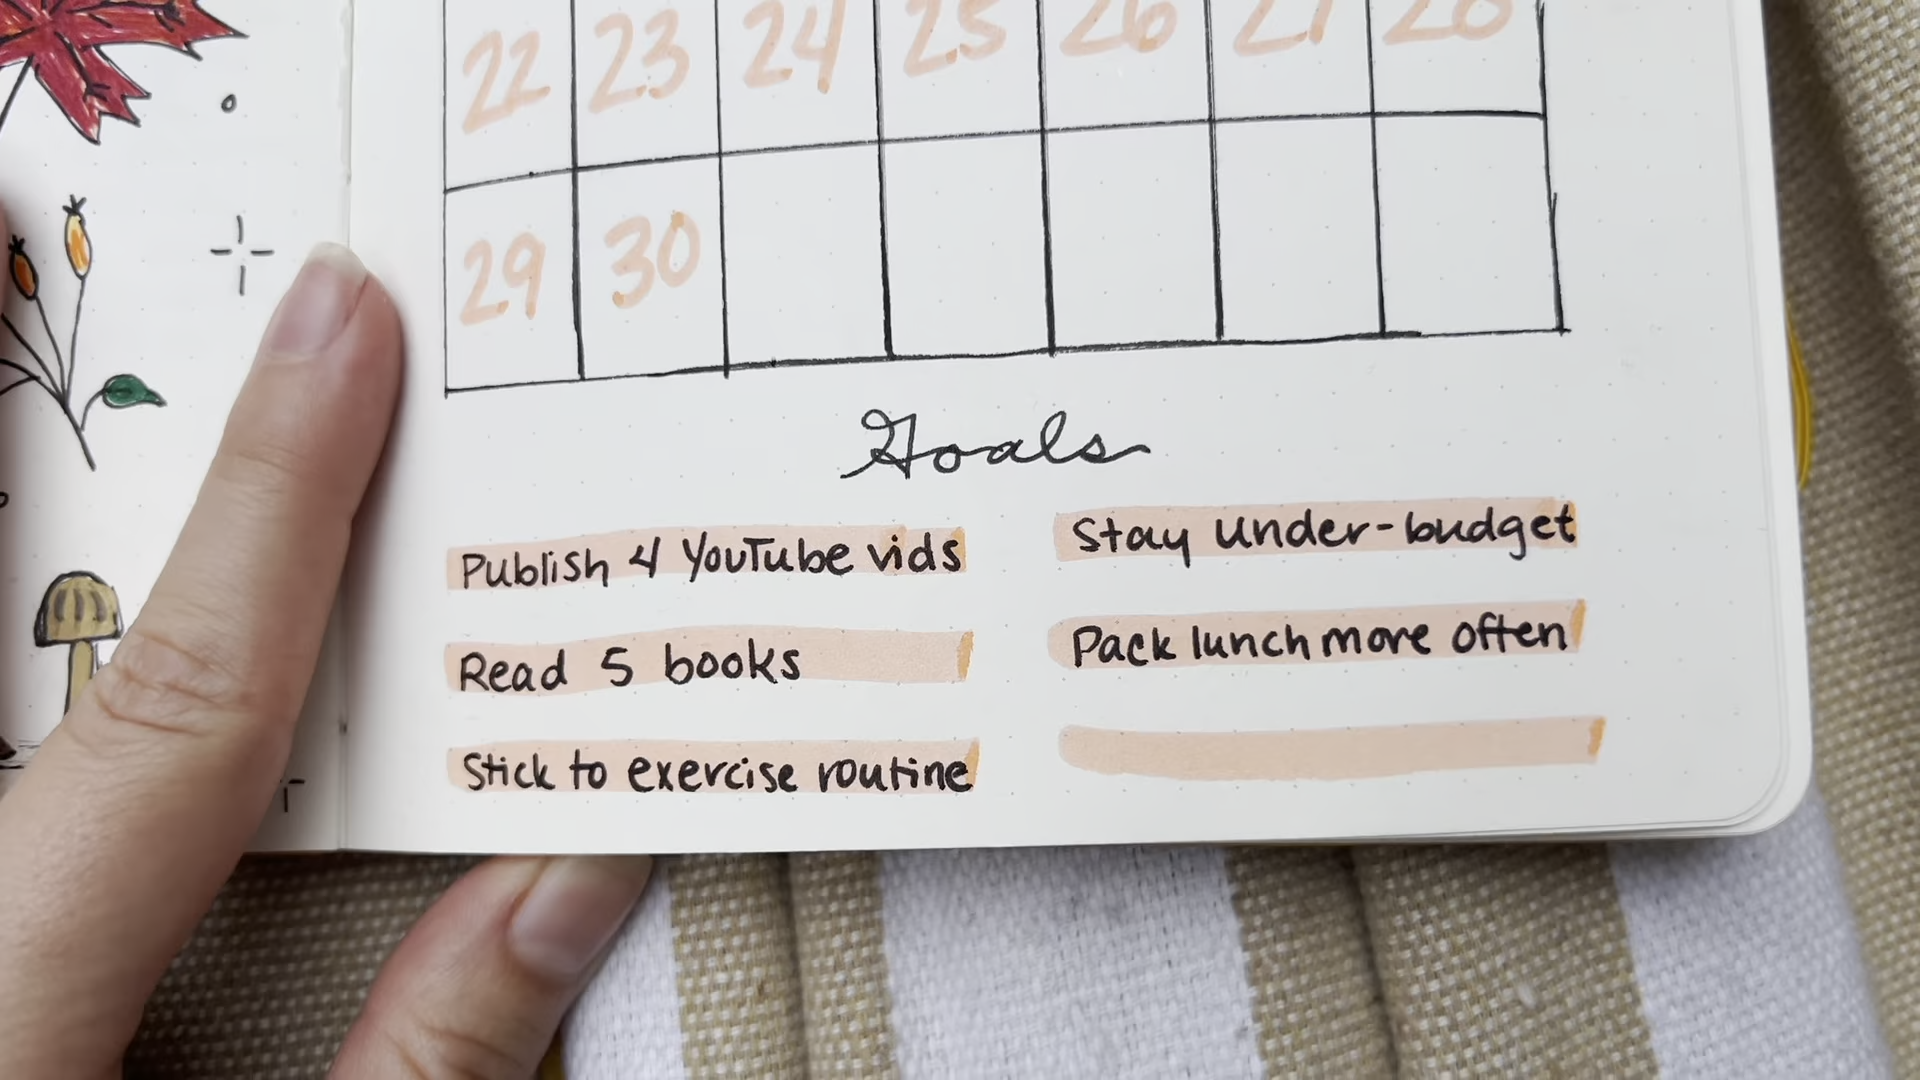 22 23 24 25 26 27 28
29 30
Goals
Publish 4 YouTube vids
Read 5 books
Stick to exercise routine
Stay under-budget
Pack lunch more often